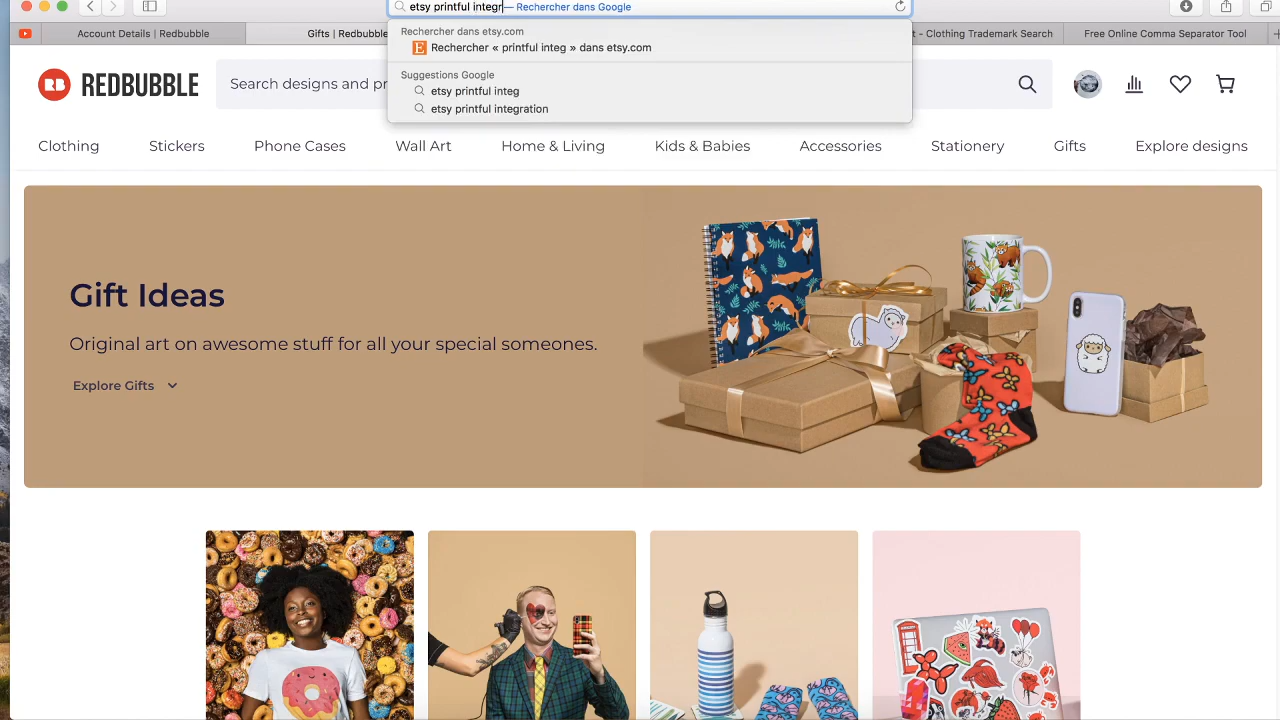 etsy printful integr — Rechercher dans Google
Rechercher dans etsy.com
Rechercher « printful integ » dans etsy.com
Suggestions Google
etsy printful integ
etsy printful integration
Account Details | Redbubble
Gifts | Redbubble
t - Clothing Trademark Search
Free Online Comma Separator Tool
RB REDBUBBLE
Search designs and pr
Clothing
Stickers
Phone Cases
Wall Art
Home & Living
Kids & Babies
Accessories
Stationery
Gifts
Explore designs
Gift Ideas
Original art on awesome stuff for all your special someones.
Explore Gifts